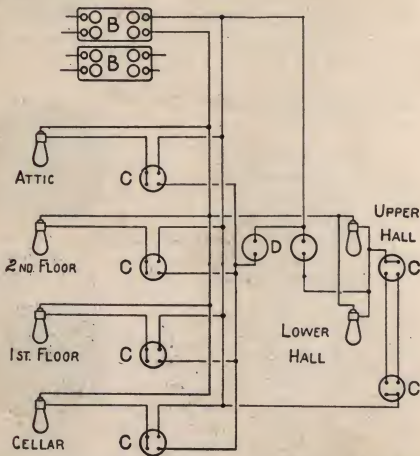 B
B
ATTIC
C
2ND. FLOOR
C
D
UPPER
HALL
C
1ST. FLOOR
C
LOWER
HALL
C
CELLAR
C